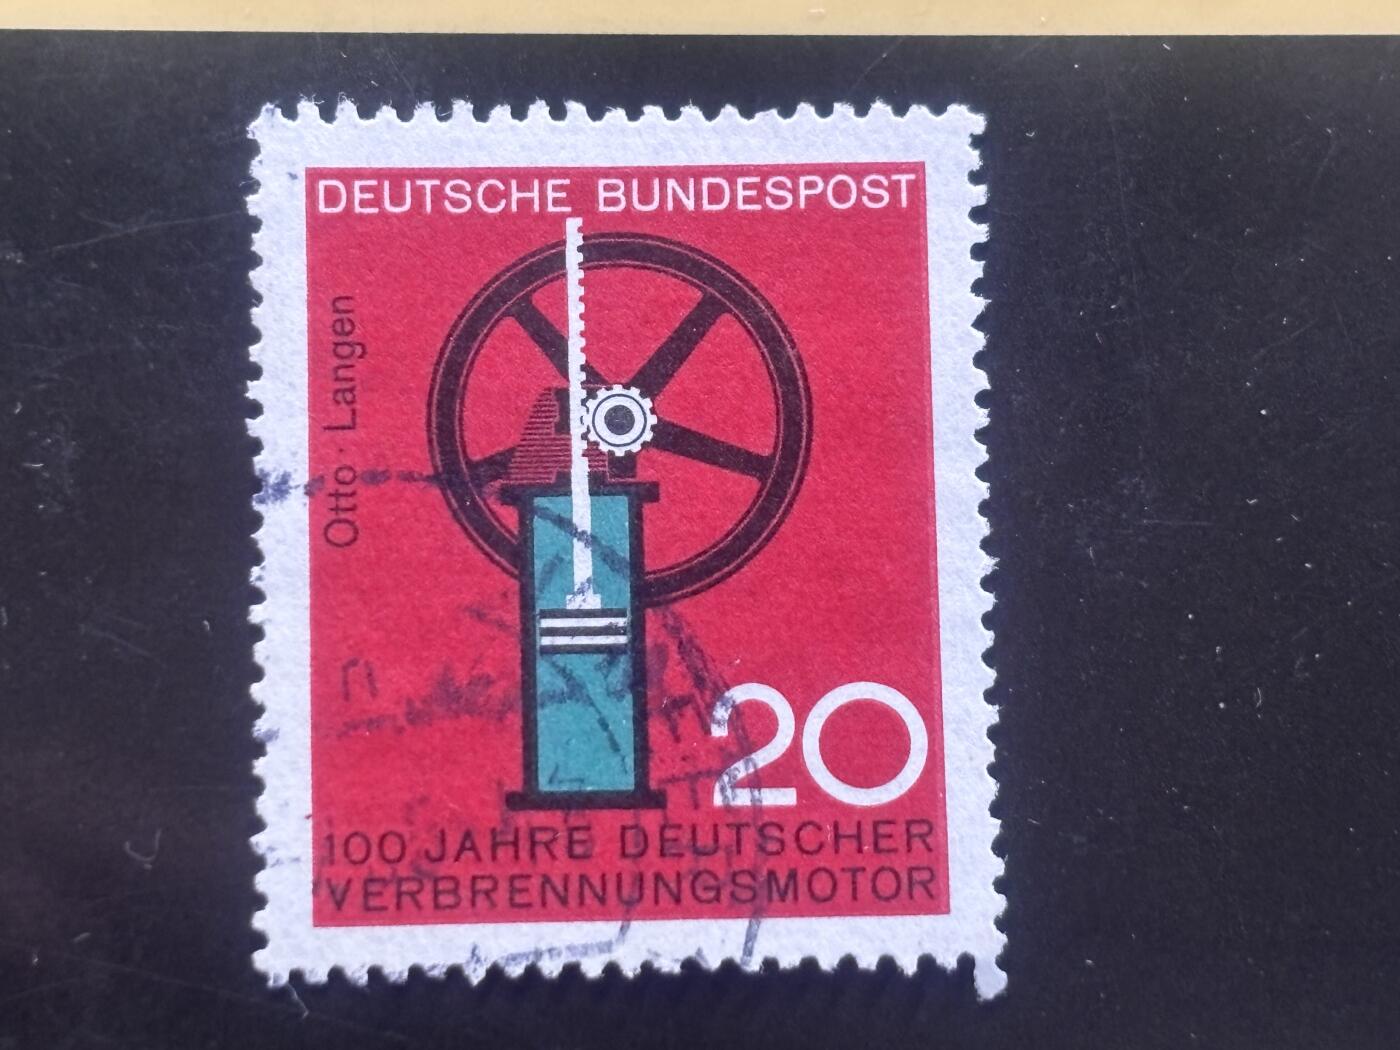 DEUTSCHE BUNDESPOST
Otto · Langen
20
100 JAHRE DEUTSCHER
VERBRENNUNGSMOTOR